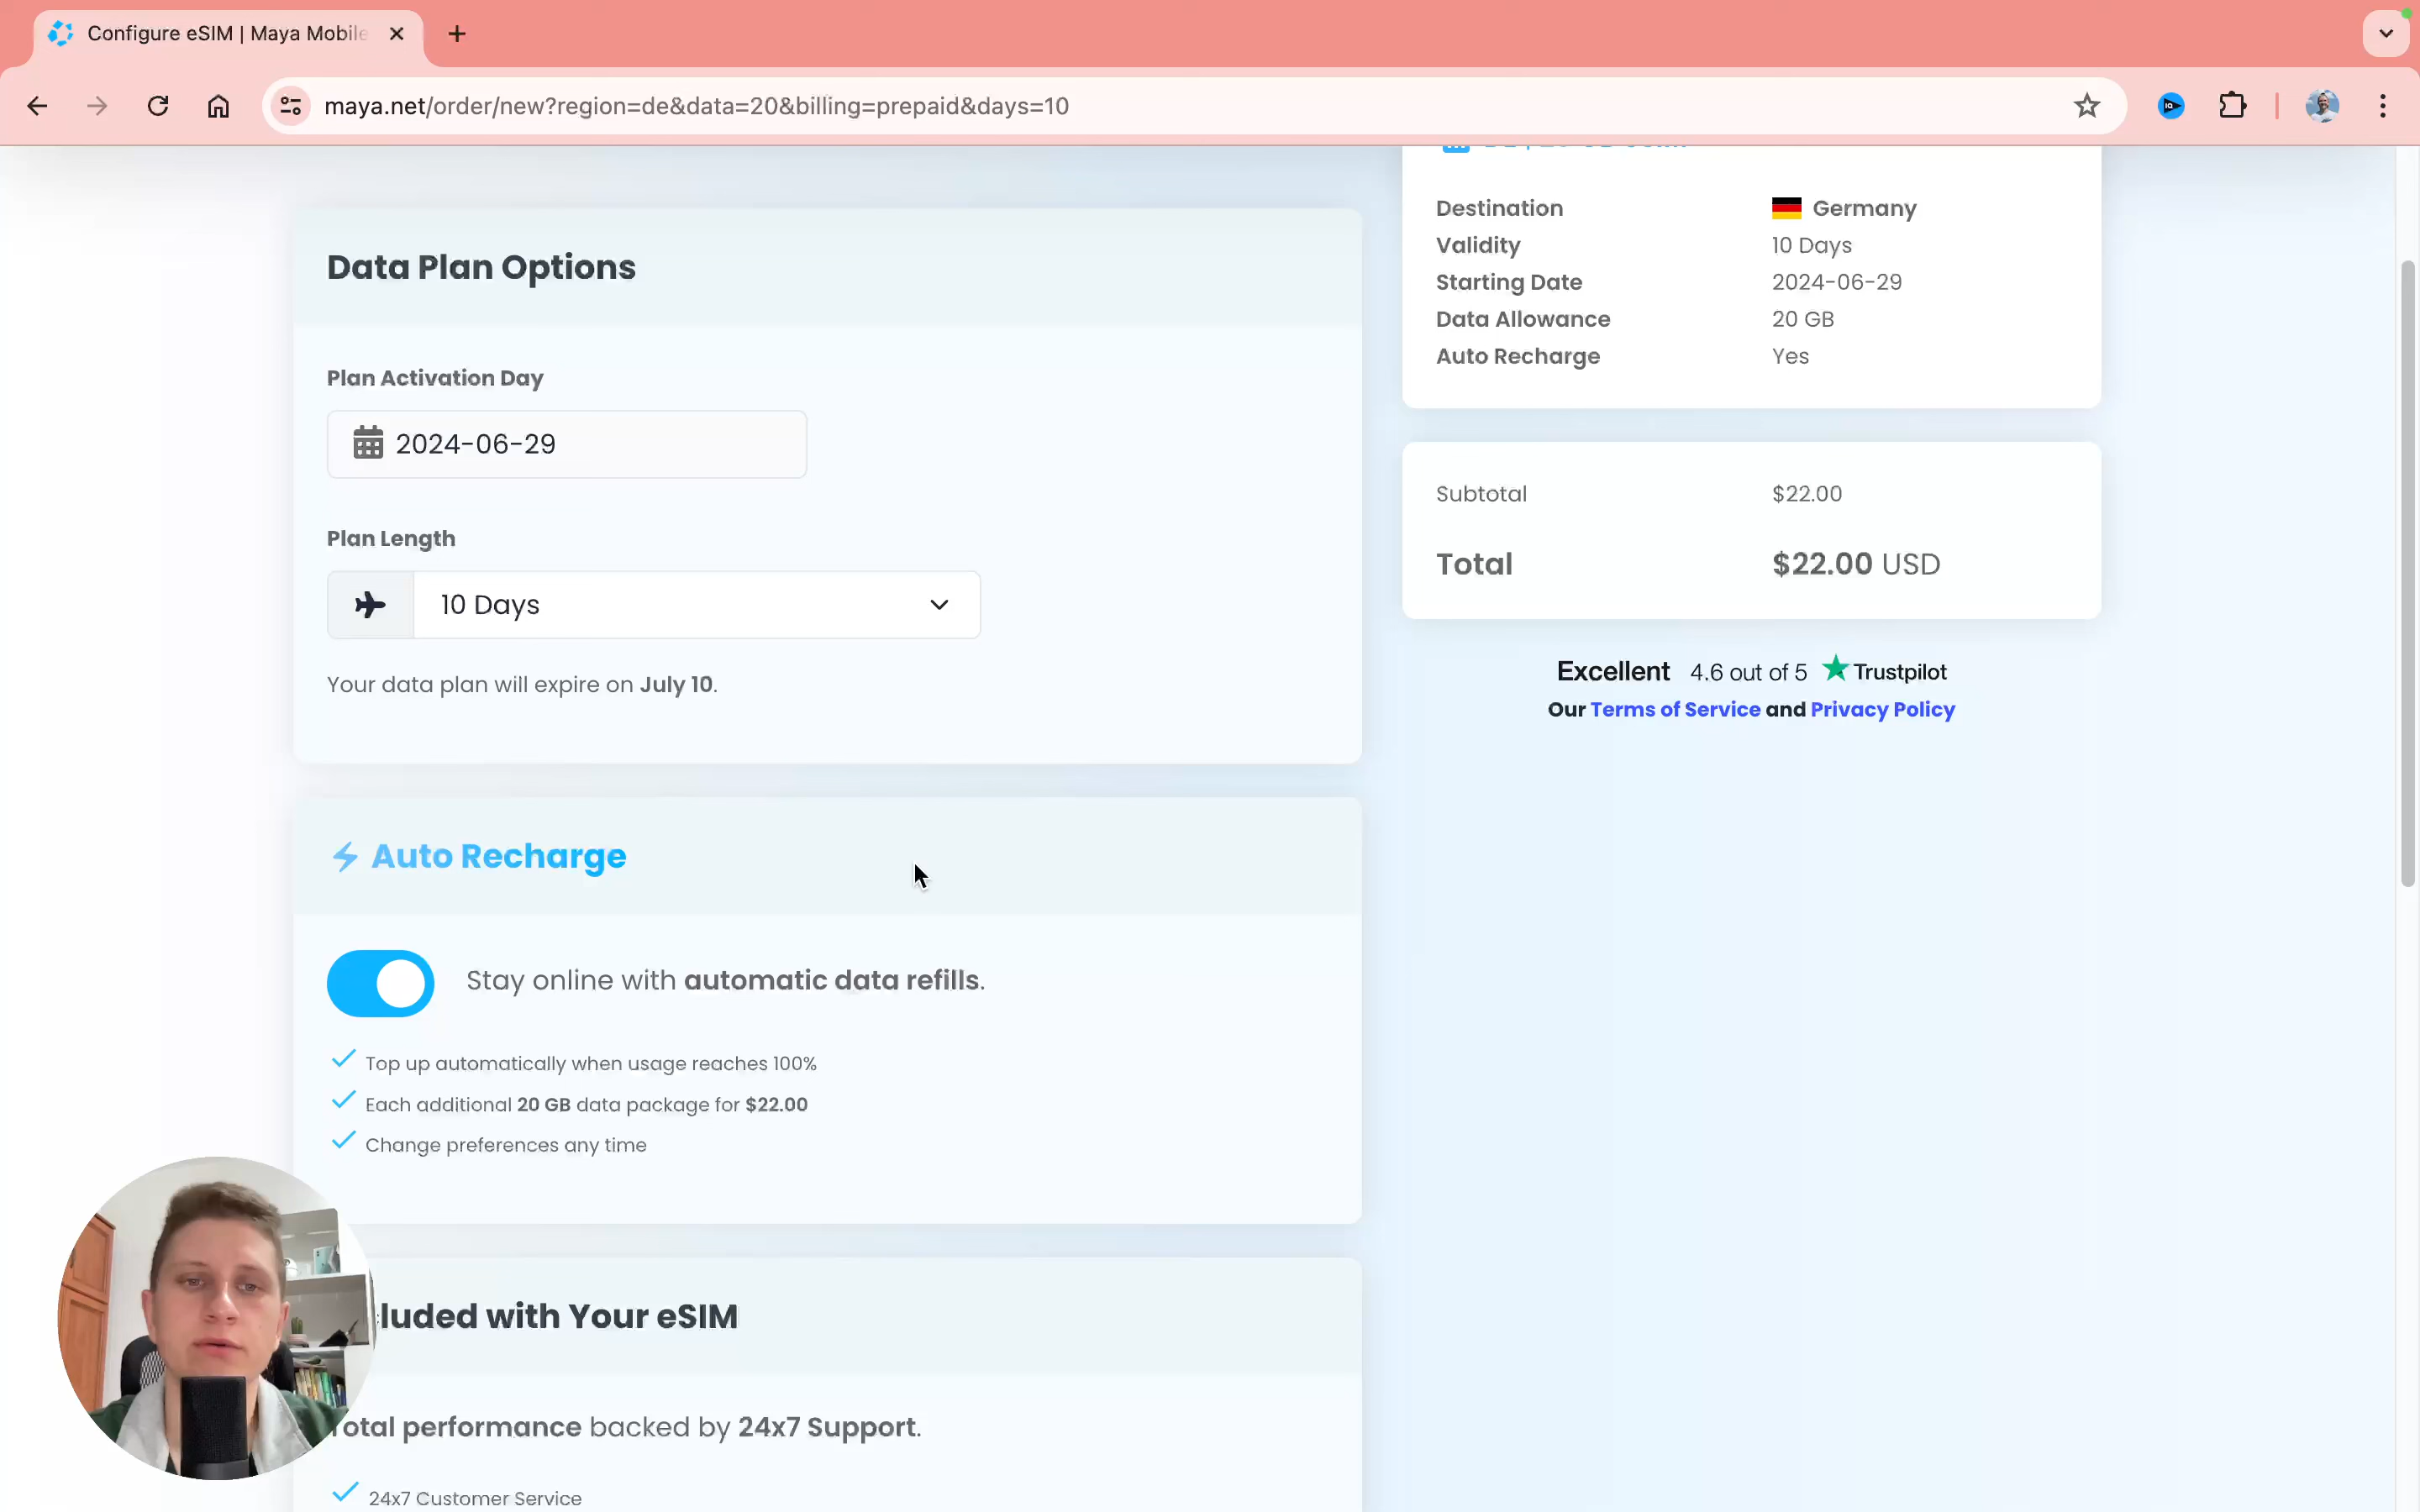 Configure eSIM | Maya Mobile
maya.net/order/new?region=de&data=20&billing=prepaid&days=10
Data Plan Options
Plan Activation Day
2024-06-29
Plan Length
10 Days
Your data plan will expire on July 10.
Auto Recharge
Stay online with automatic data refills.
Top up automatically when usage reaches 100%
Each additional 20 GB data package for $22.00
Change preferences any time
cluded with Your eSIM
Total performance backed by 24x7 Support.
24x7 Customer Service
Destination Germany
Validity 10 Days
Starting Date 2024-06-29
Data Allowance 20 GB
Auto Recharge Yes
Subtotal $22.00
Total $22.00 USD
Excellent 4.6 out of 5 Trustpilot
Our Terms of Service and Privacy Policy